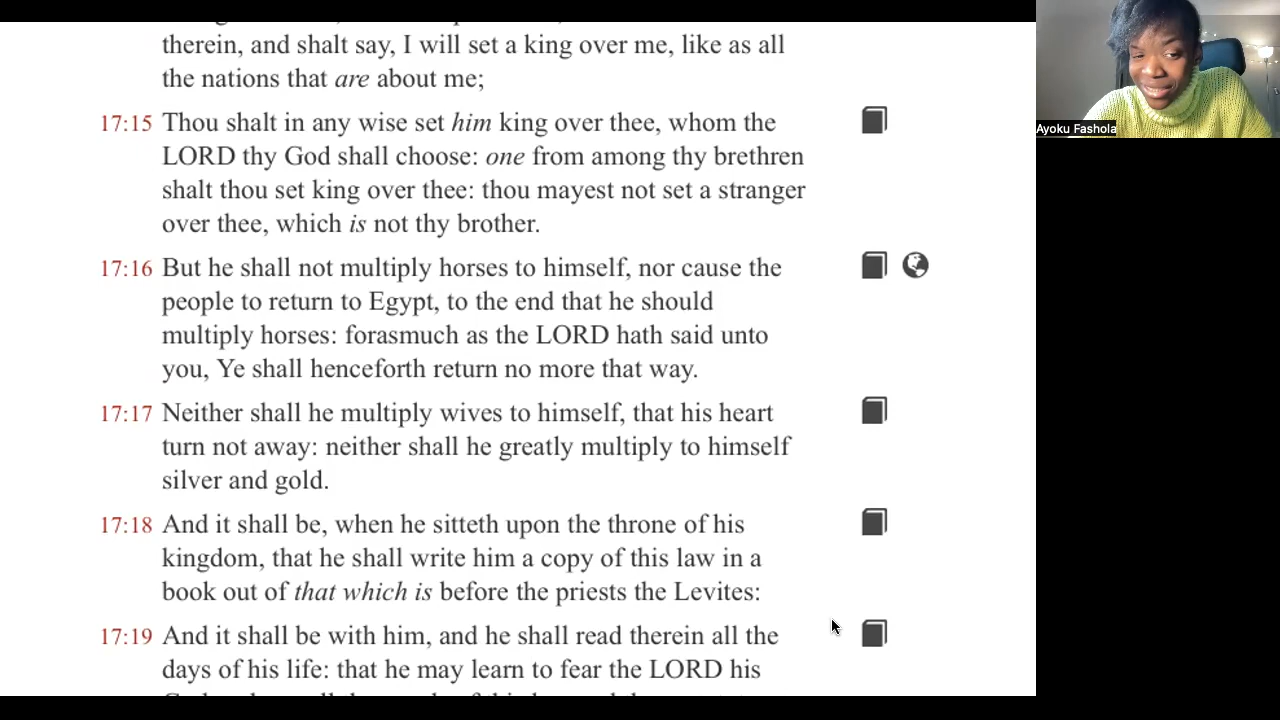 therein, and shalt say, I will set a king over me, like as all
the nations that are about me;
17:15 Thou shalt in any wise set him king over thee, whom the
LORD thy God shall choose: one from among thy brethren
shalt thou set king over thee: thou mayest not set a stranger
over thee, which is not thy brother.
17:16 But he shall not multiply horses to himself, nor cause the
people to return to Egypt, to the end that he should
multiply horses: forasmuch as the LORD hath said unto
you, Ye shall henceforth return no more that way.
17:17 Neither shall he multiply wives to himself, that his heart
turn not away: neither shall he greatly multiply to himself
silver and gold.
17:18 And it shall be, when he sitteth upon the throne of his
kingdom, that he shall write him a copy of this law in a
book out of that which is before the priests the Levites:
17:19 And it shall be with him, and he shall read therein all the
days of his life: that he may learn to fear the LORD his
Ayoku Fashola